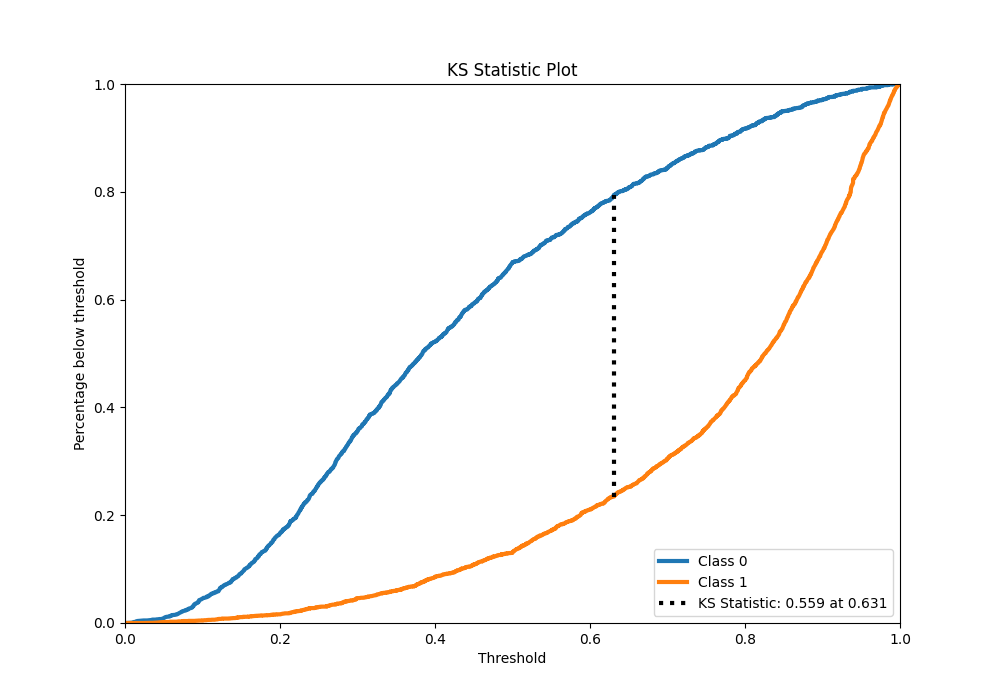 KS Statistic Plot
1.0
0.8
0.6
0.4
0.2
0.0
Percentage below threshold
0.0 0.2 0.4 0.6 0.8 1.0
Threshold
Class 0
Class 1
KS Statistic: 0.559 at 0.631